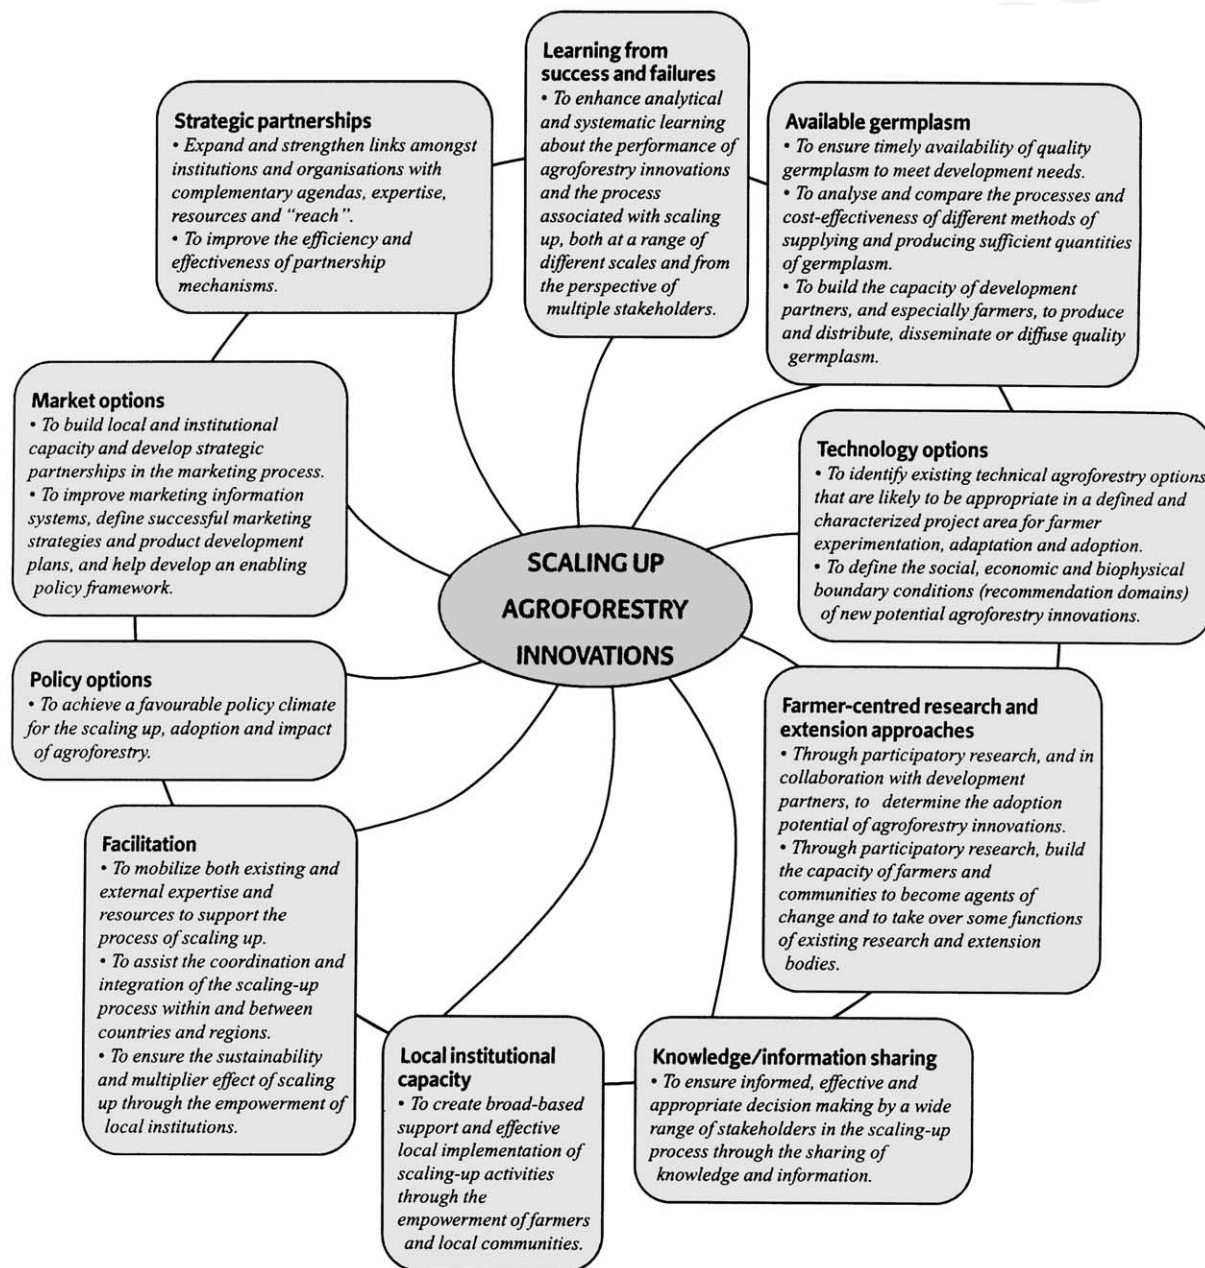 Learning from
success and failures
• To enhance analytical
and systematic learning
about the performance of
agroforestry innovations
and the process
associated with scaling
up, both at a range of
different scales and from
the perspective of
multiple stakeholders.
Available germplasm
• To ensure timely availability of quality
germplasm to meet development needs.
• To analyse and compare the processes and
cost-effectiveness of different methods of
supplying and producing sufficient quantities
of germplasm.
• To build the capacity of development
partners, and especially farmers, to produce
and distribute, disseminate or diffuse quality
germplasm.
Technology options
• To identify existing technical agroforestry options
that are likely to be appropriate in a defined and
characterized project area for farmer
experimentation, adaptation and adoption.
• To define the social, economic and biophysical
boundary conditions (recommendation domains)
of new potential agroforestry innovations.
Farmer-centred research and
extension approaches
• Through participatory research, and in
collaboration with development
partners, to determine the adoption
potential of agroforestry innovations.
• Through participatory research, build
the capacity of farmers and
communities to become agents of
change and to take over some functions
of existing research and extension
bodies.
Knowledge/information sharing
• To ensure informed, effective and
appropriate decision making by a wide
range of stakeholders in the scaling-up
process through the sharing of
knowledge and information.
Local institutional
capacity
• To create broad-based
support and effective
local implementation of
scaling-up activities
through the
empowerment of farmers
and local communities.
Facilitation
• To mobilize both existing and
external expertise and
resources to support the
process of scaling up.
• To assist the coordination and
integration of the scaling-up
process within and between
countries and regions.
• To ensure the sustainability
and multiplier effect of scaling
up through the empowerment of
local institutions.
Policy options
• To achieve a favourable policy climate
for the scaling up, adoption and impact
of agroforestry.
Market options
• To build local and institutional
capacity and develop strategic
partnerships in the marketing process.
• To improve marketing information
systems, define successful marketing
strategies and product development
plans, and help develop an enabling
policy framework.
Strategic partnerships
• Expand and strengthen links amongst
institutions and organisations with
complementary agendas, expertise,
resources and “reach”.
• To improve the efficiency and
effectiveness of partnership
mechanisms.
SCALING UP
AGROFORESTRY
INNOVATIONS